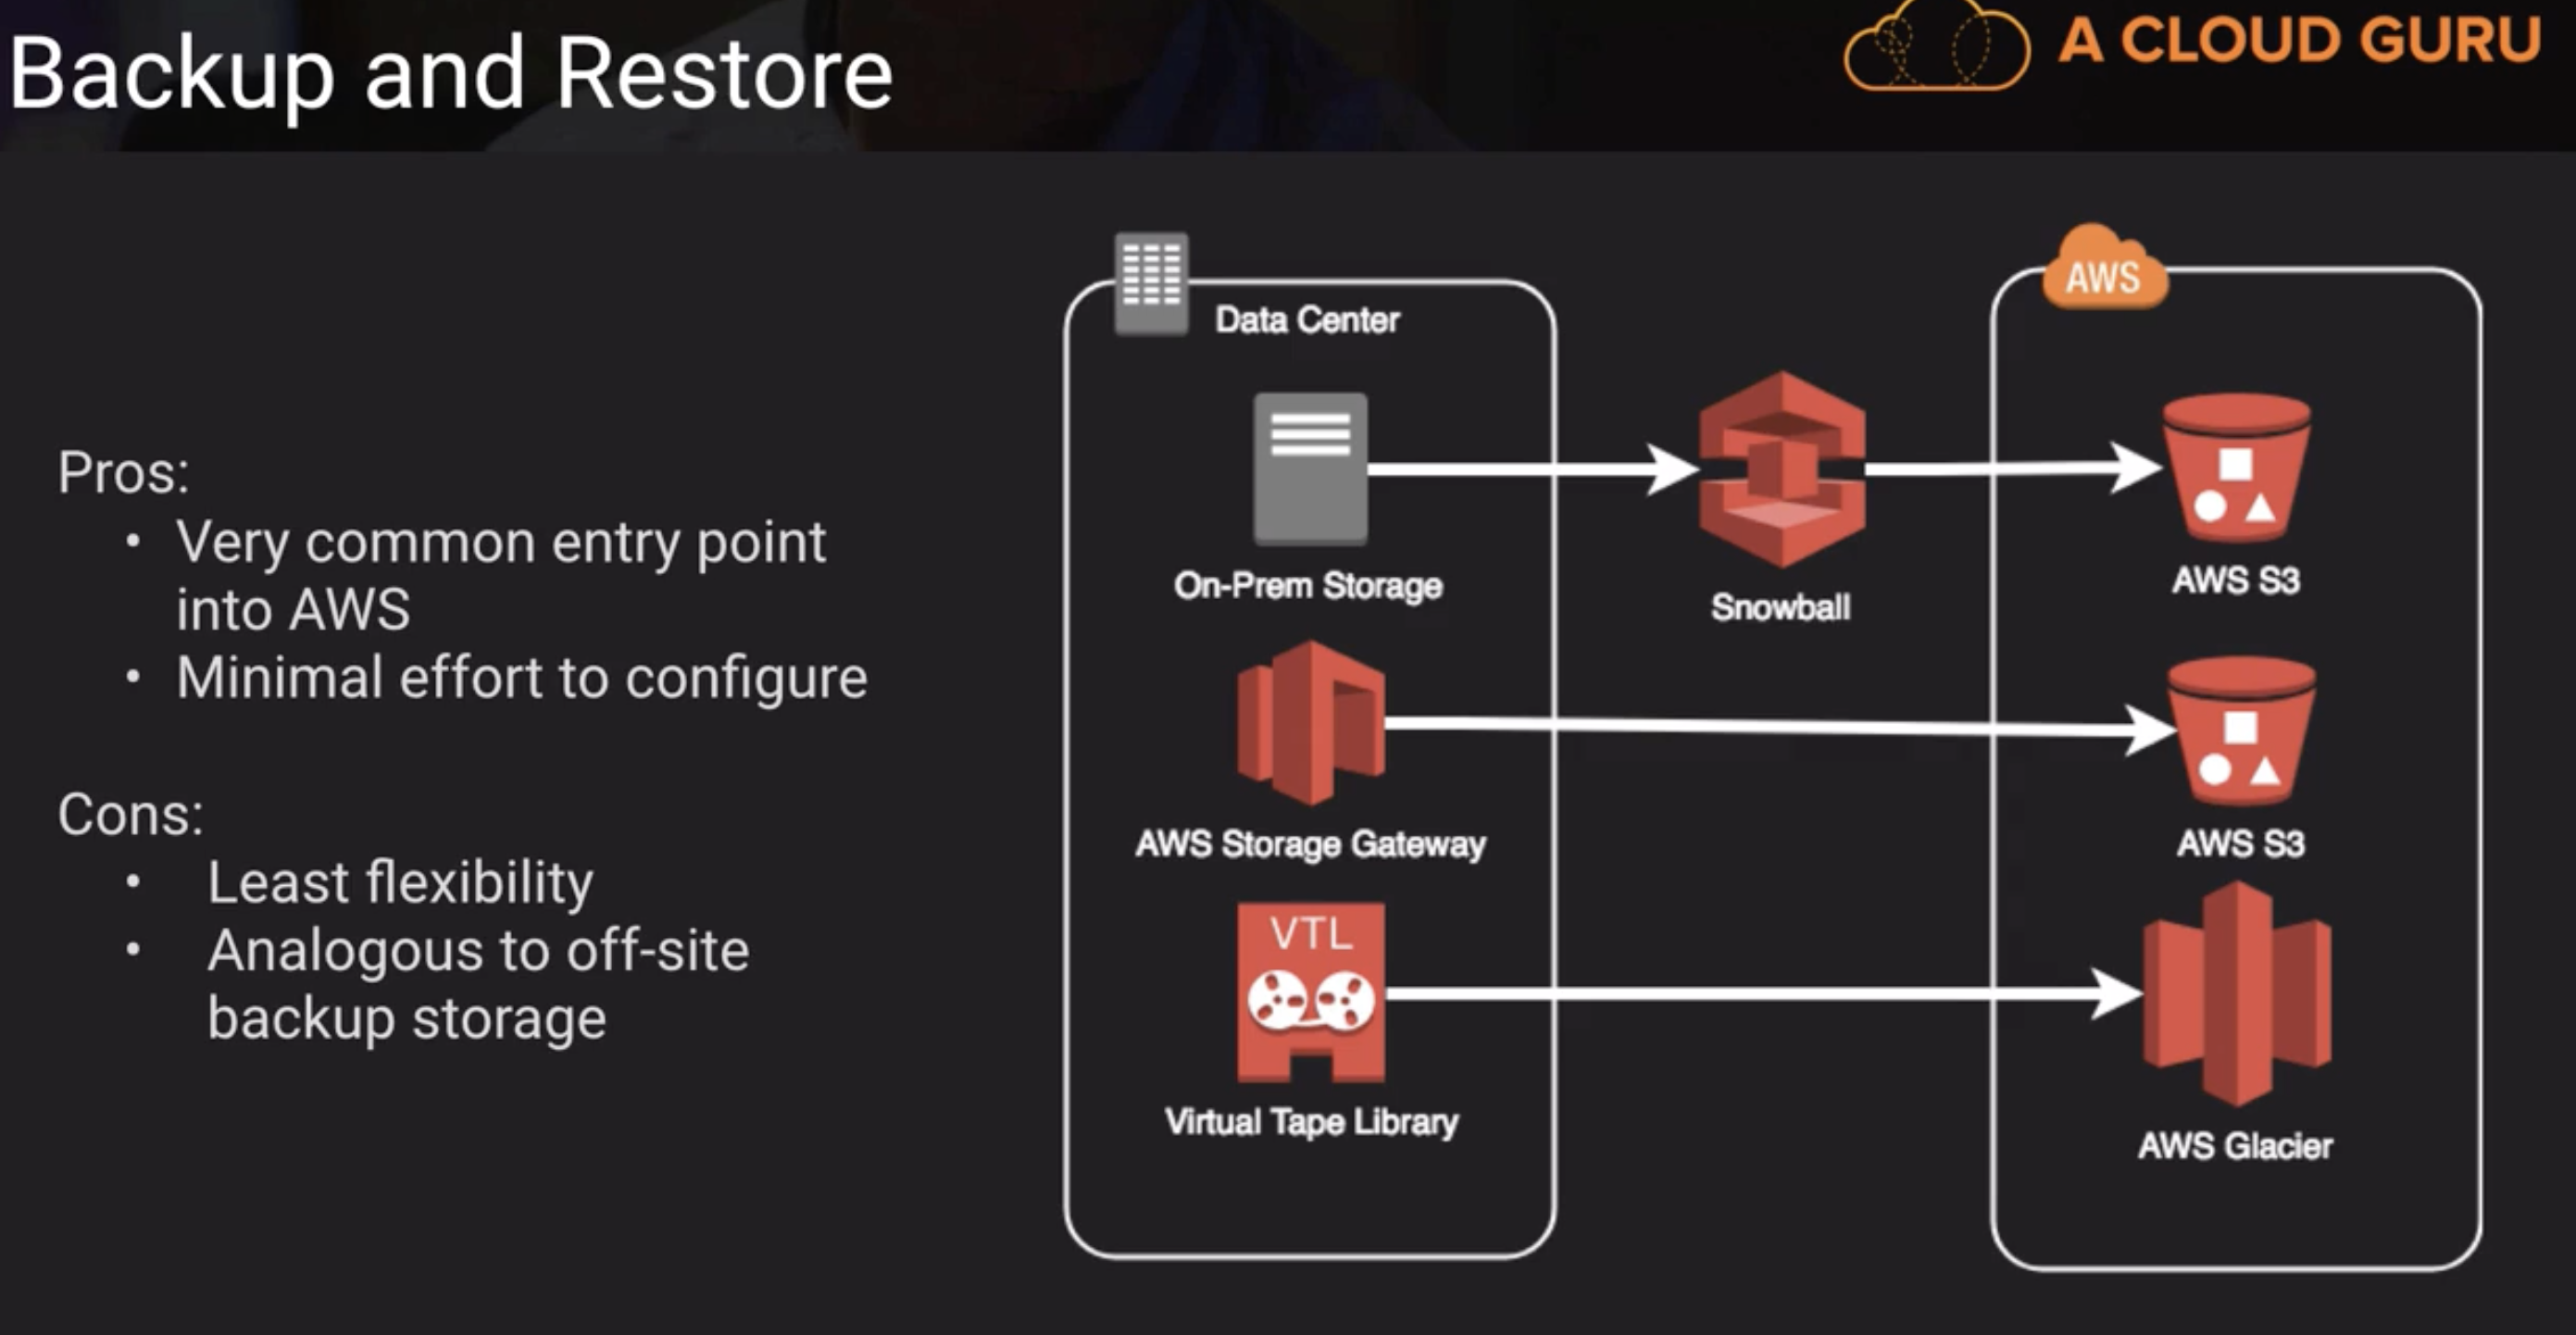 Backup and Restore
A CLOUD GURU
Pros:
• Very common entry point
into AWS
• Minimal effort to configure
Cons:
• Least flexibility
• Analogous to off-site
backup storage
Data Center
On-Prem Storage
AWS Storage Gateway
VTL
Virtual Tape Library
Snowball
AWS
AWS S3
AWS S3
AWS Glacier